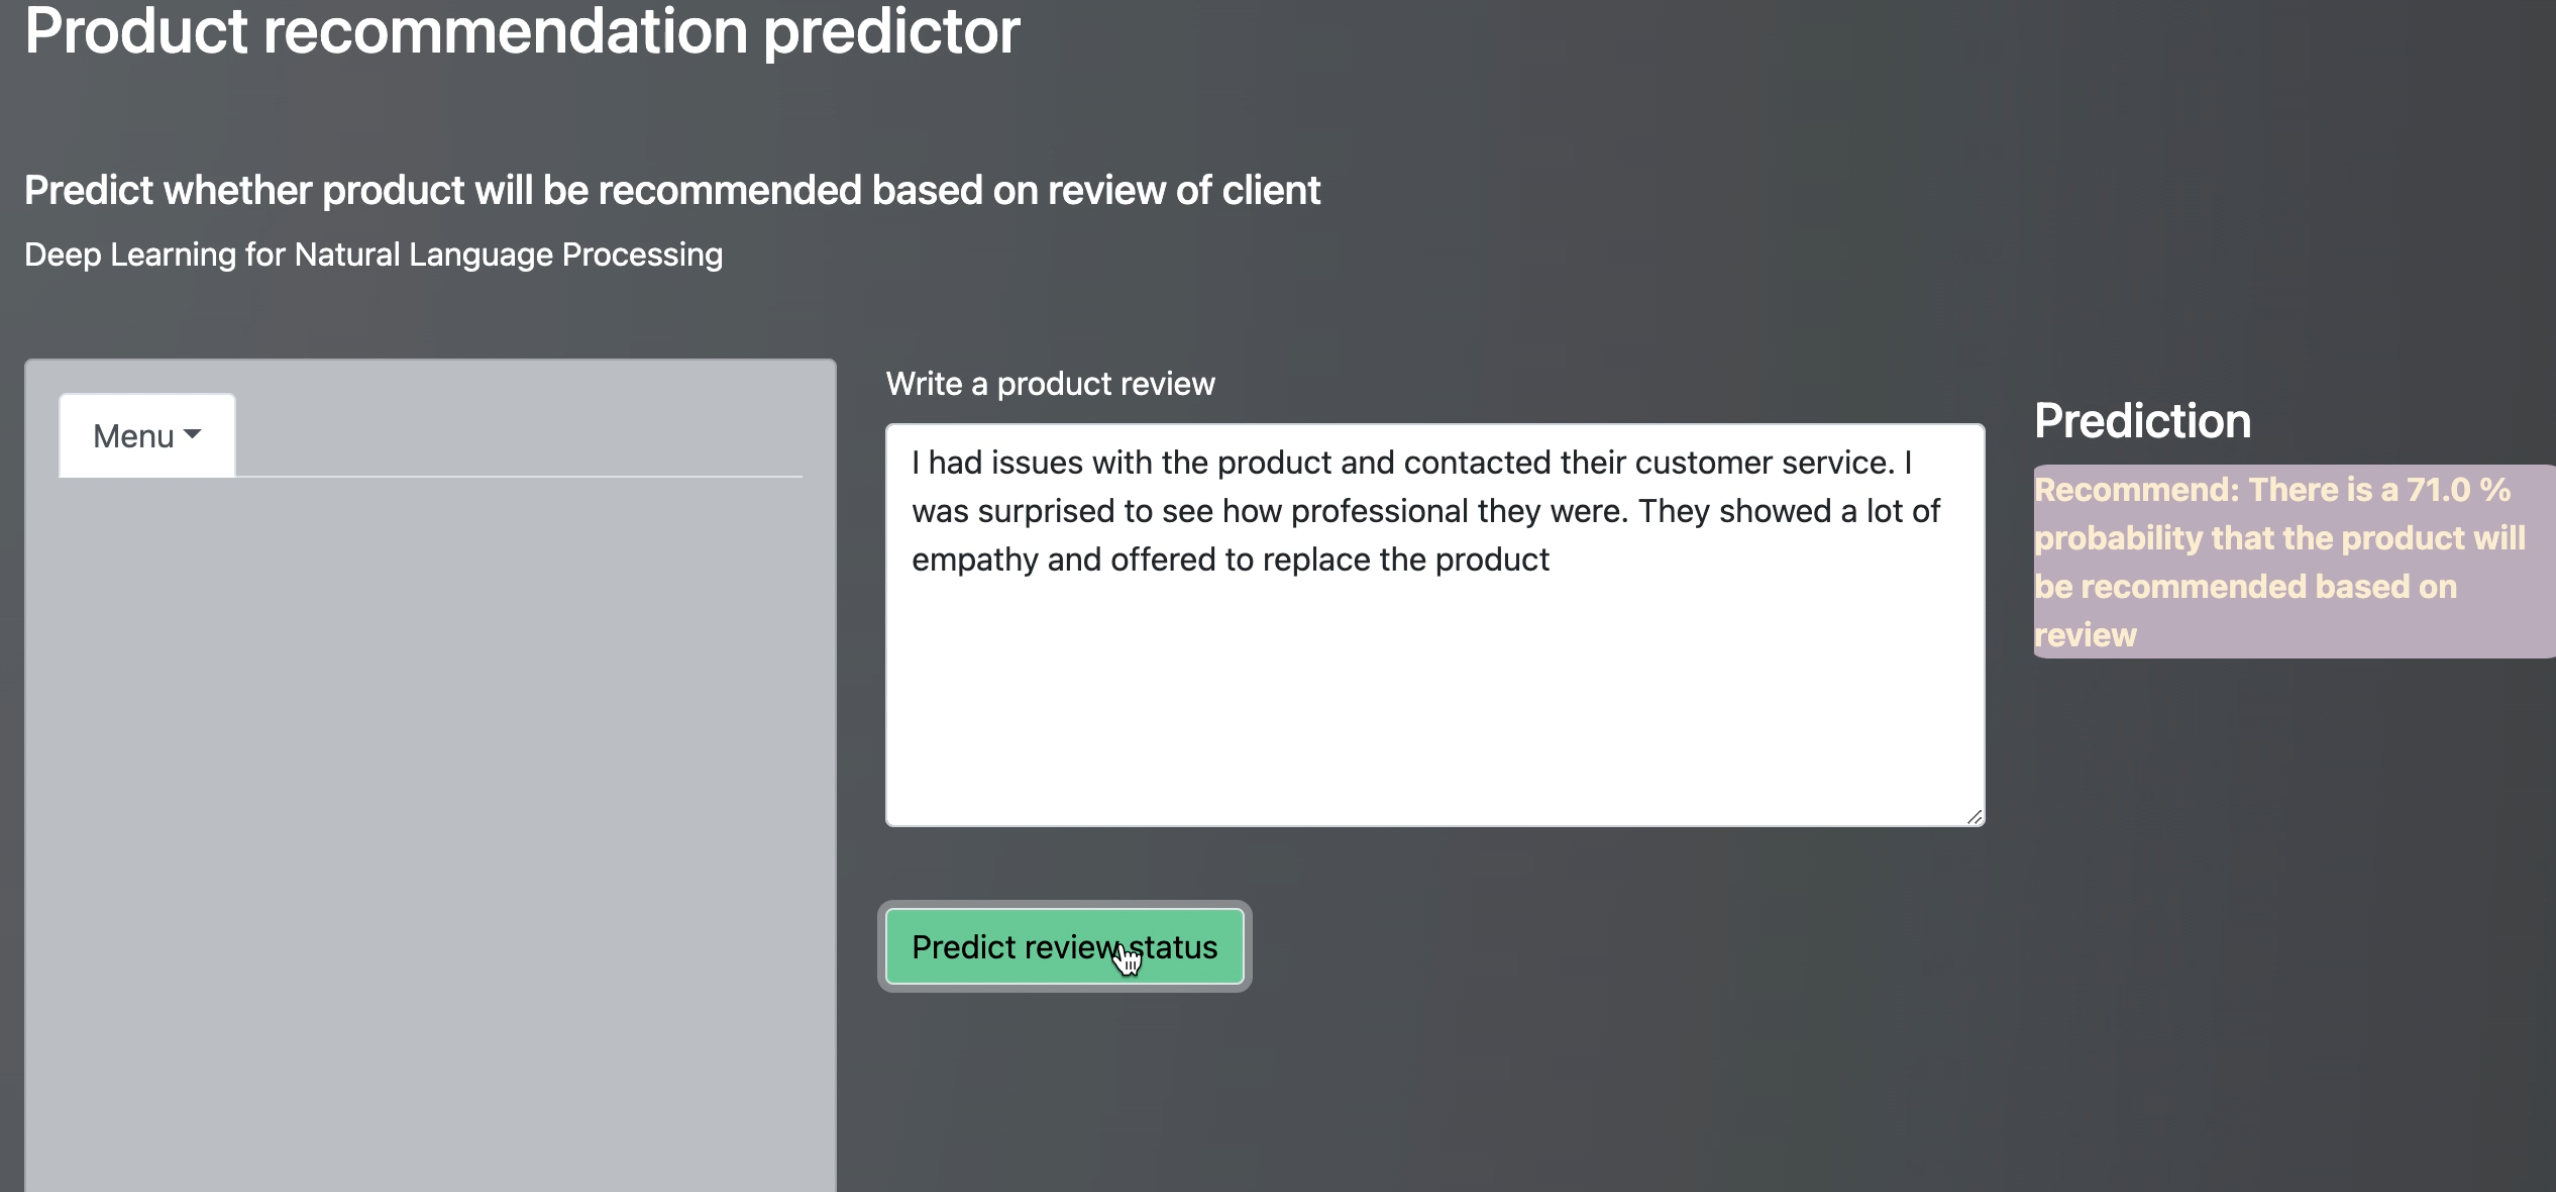 Product recommendation predictor
Predict whether product will be recommended based on review of client
Deep Learning for Natural Language Processing
Menu
Write a product review
I had issues with the product and contacted their customer service. I
was surprised to see how professional they were. They showed a lot of
empathy and offered to replace the product
Predict review status
Prediction
Recommend: There is a 71.0 %
probability that the product will
be recommended based on
review